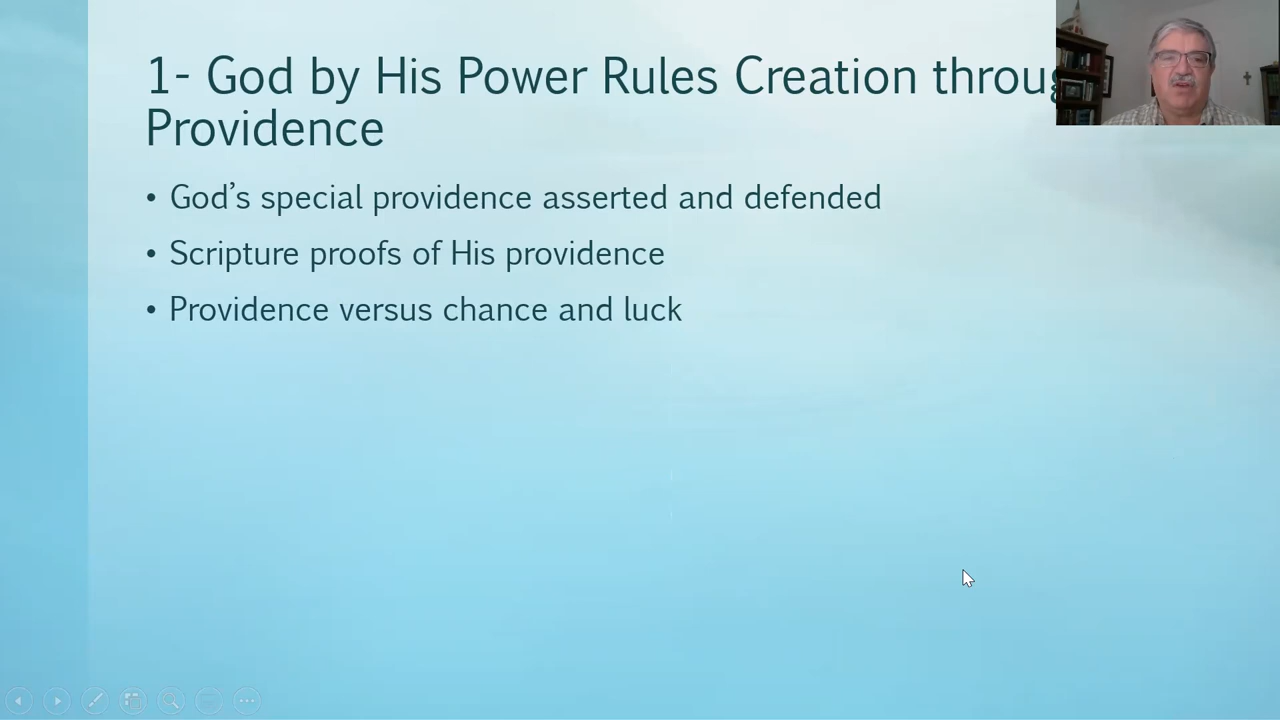 1- God by His Power Rules Creation
Providence
• God's special providence asserted and defended
• Scripture proofs of His providence
• Providence versus chance and luck